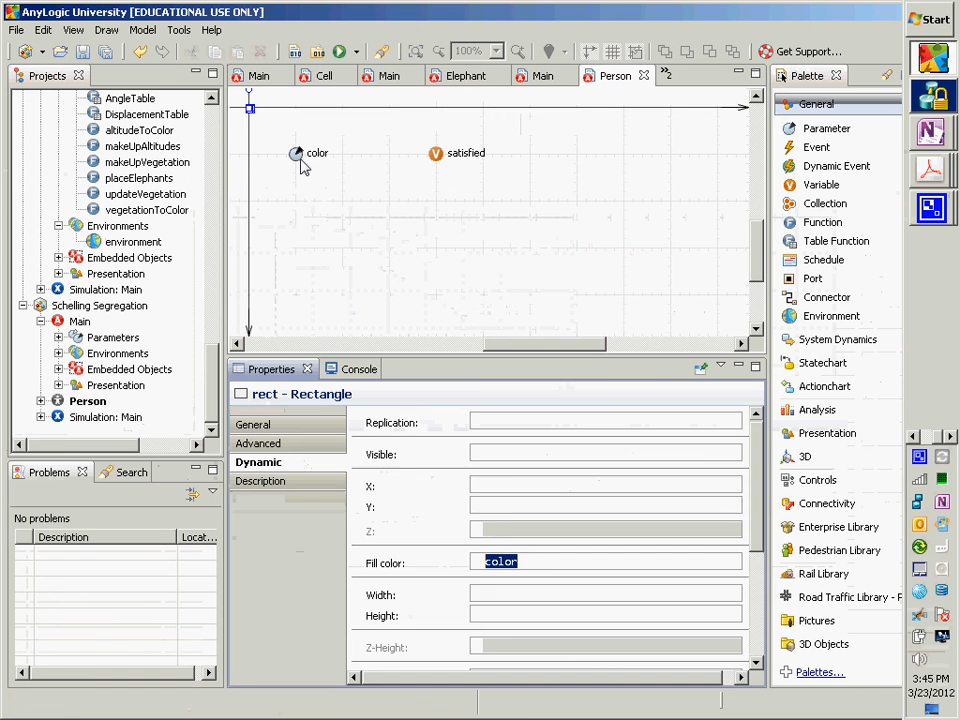 AnyLogic University [EDUCATIONAL USE ONLY]
File Edit View Draw Model Tools Help
100% Get Support...
Projects
AngleTable
DisplacementTable
altitudeToColor
makeUpAltitudes
makeUpVegetation
placeElephants
updateVegetation
vegetationToColor
Environments
environment
Embedded Objects
Presentation
Simulation: Main
Schelling Segregation
Main
Parameters
Environments
Embedded Objects
Presentation
Person
Simulation: Main
Problems Search
No problems
Description Locat...
Main Cell Main Elephant Main Person »2
color satisfied
Properties Console
rect - Rectangle
General
Advanced
Dynamic
Description
Replication:
Visible:
X:
Y:
Z:
Fill color: color
Width:
Height:
Z-Height:
Palette
General
Parameter
Event
Dynamic Event
Variable
Collection
Function
Table Function
Schedule
Port
Connector
Environment
System Dynamics
Statechart
Actionchart
Analysis
Presentation
3D
Controls
Connectivity
Enterprise Library
Pedestrian Library
Rail Library
Road Traffic Library - P
Pictures
3D Objects
Palettes...
Start
3:45 PM
3/23/2012